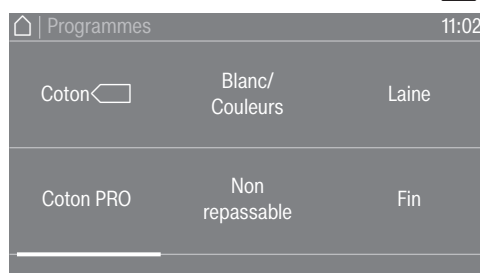 | Programmes
11:02
Coton
Blanc/
Couleurs
Laine
Coton PRO
Non
repassable
Fin